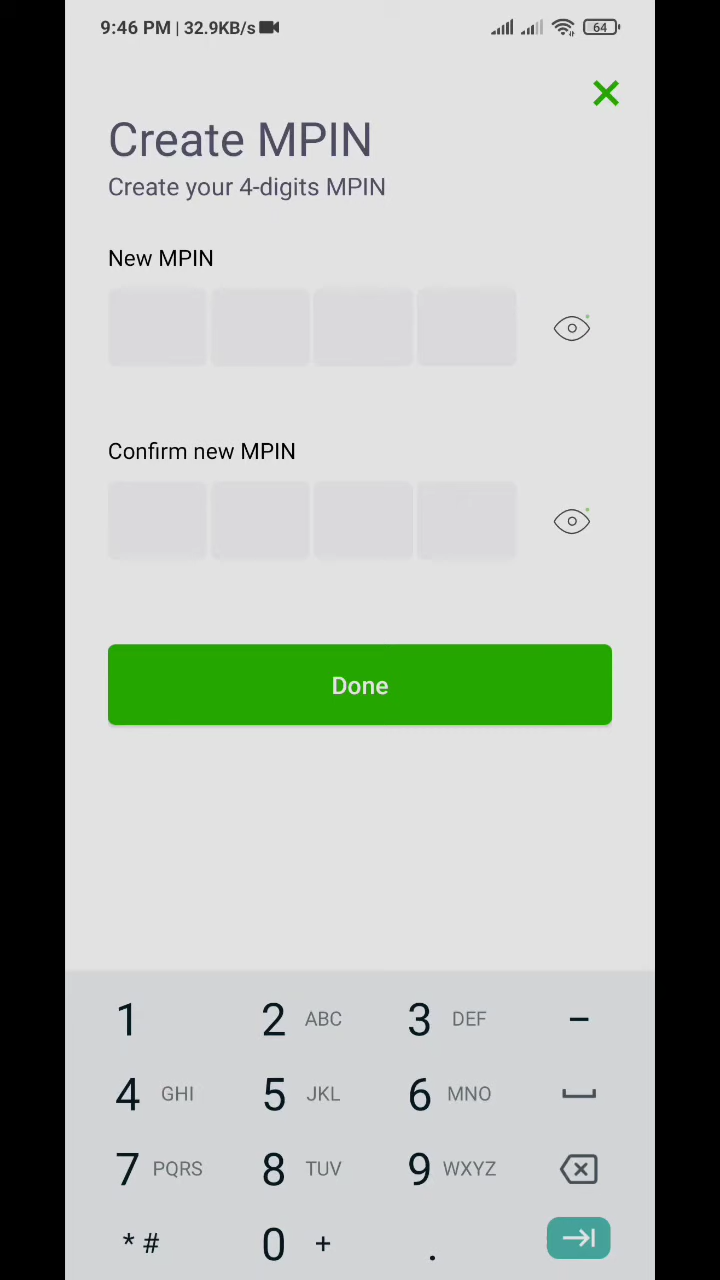 9:46 PM | 32.9KB/s 64
Create MPIN
Create your 4-digits MPIN
New MPIN
Confirm new MPIN
Done
1 2 ABC 3 DEF –
4 GHI 5 JKL 6 MNO
7 PQRS 8 TUV 9 WXYZ
* # 0 + .